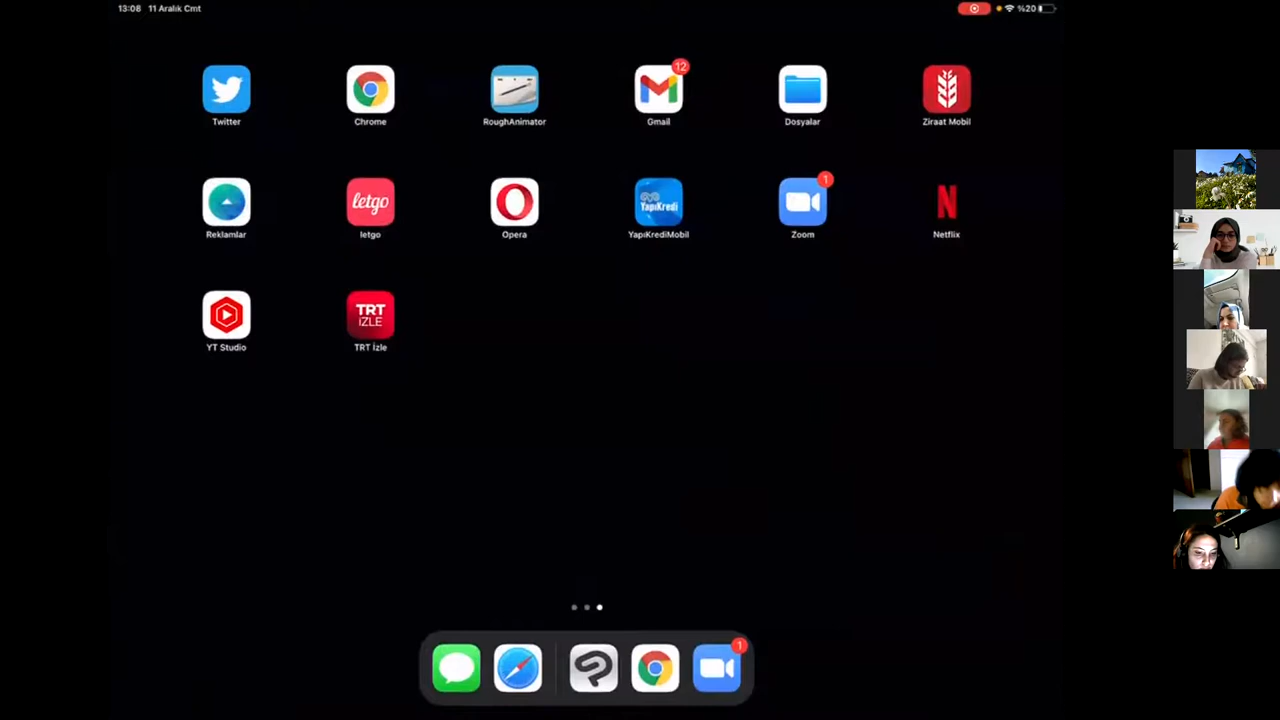 13:08 11 Aralık Cmt
%20
Twitter
Chrome
RoughAnimator
12
Gmail
Dosyalar
Ziraat Mobil
Reklamlar
letgo
letgo
Opera
YapıKredi
YapıKrediMobil
1
Zoom
N
Netflix
YT Studio
TRT
İZLE
TRT İzle
1